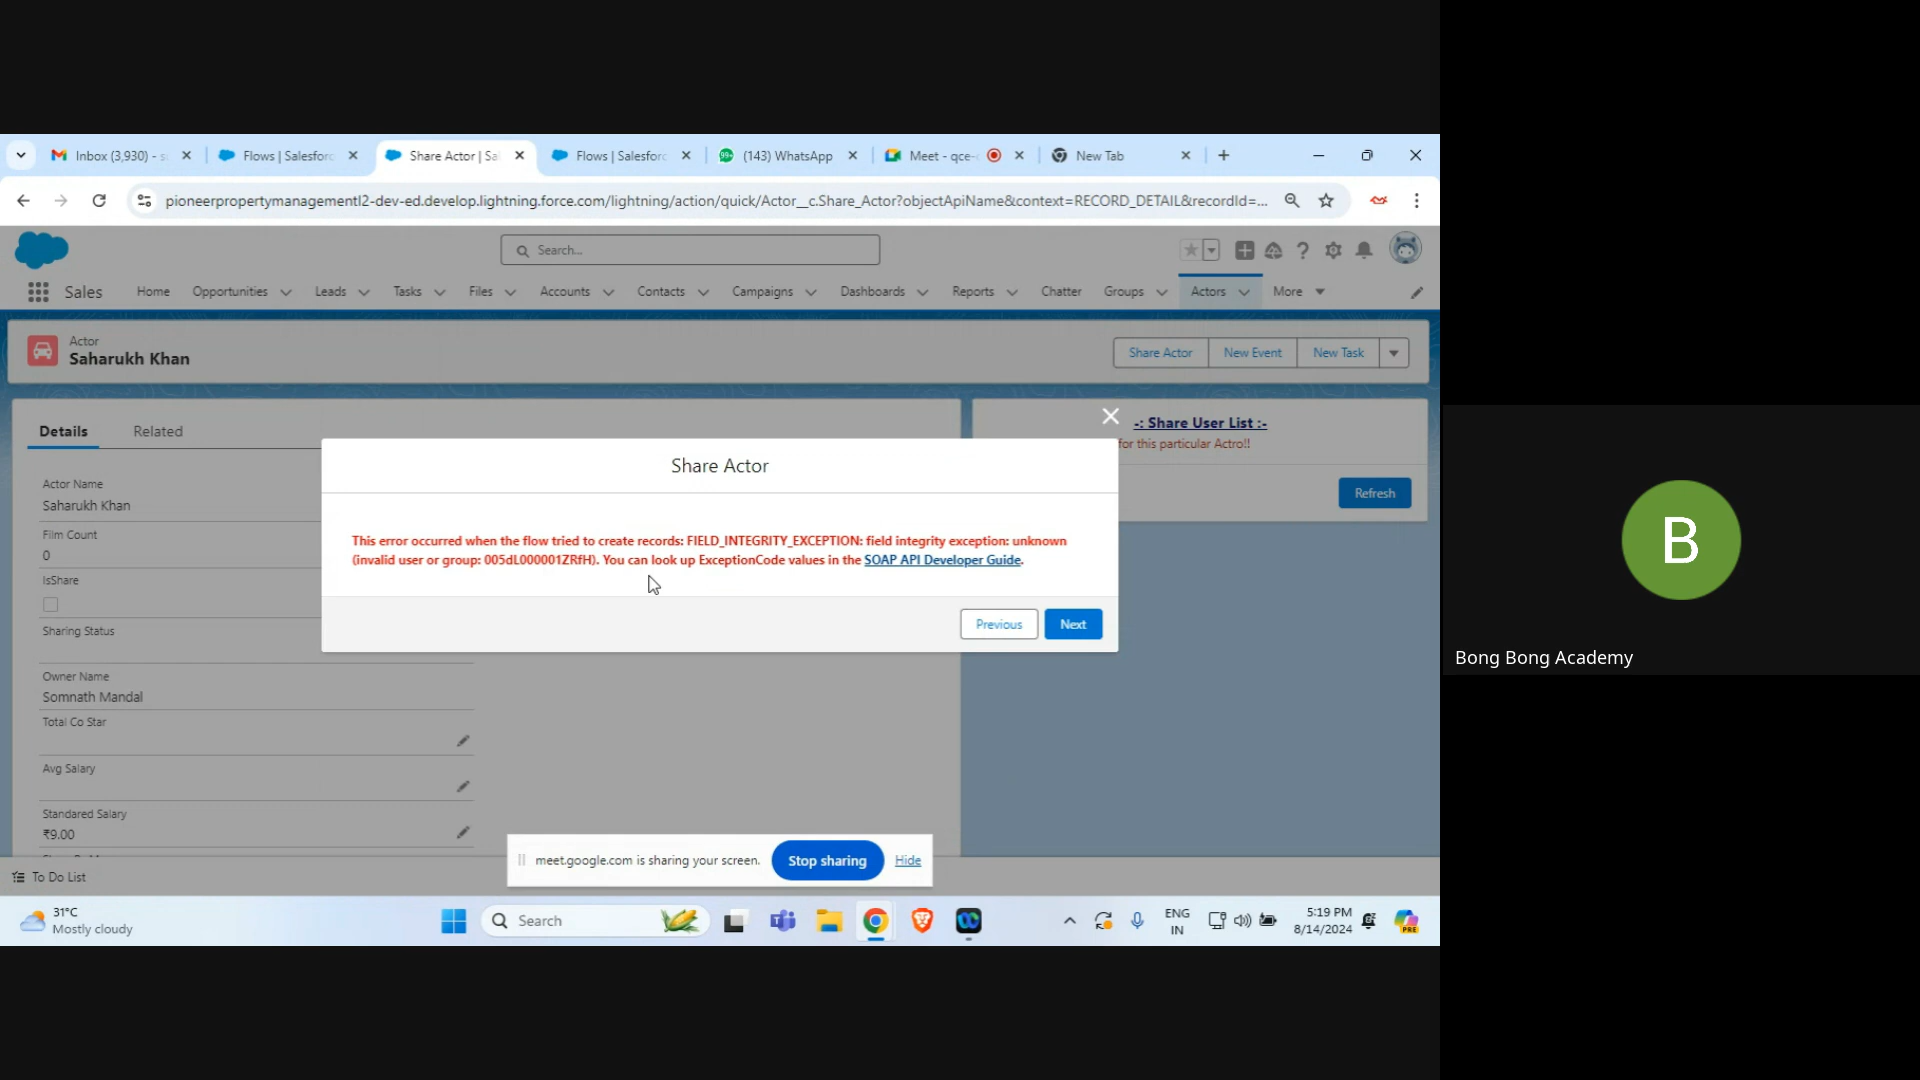 Inbox (3,930) - s
Flows | Salesforc
Share Actor | Sa
Flows | Salesforc
99+
(143) WhatsApp
Meet - qce-
New Tab
pioneerpropertymanagementl2-dev-ed.develop.lightning.force.com/lightning/action/quick/Actor__c.Share_Actor?objectApiName&context=RECORD_DETAIL&recordId=...
Search...
Sales
Home
Opportunities
Leads
Tasks
Files
Accounts
Contacts
Campaigns
Dashboards
Reports
Chatter
Groups
Actors
More
Actor
Saharukh Khan
Share Actor
New Event
New Task
Details
Related
-: Share User List :-
for this particular Actro!!
Refresh
Actor Name
Saharukh Khan
Film Count
0
IsShare
Sharing Status
Owner Name
Somnath Mandal
Total Co Star
Avg Salary
Standared Salary
₹9.00
Share Actor
This error occurred when the flow tried to create records: FIELD_INTEGRITY_EXCEPTION: field integrity exception: unknown
(invalid user or group: 005dL000001ZRfH). You can look up ExceptionCode values in the SOAP API Developer Guide.
Previous
Next
meet.google.com is sharing your screen.
Stop sharing
Hide
To Do List
31°C
Mostly cloudy
Search
ENG
IN
5:19 PM
8/14/2024
PRE
B
Bong Bong Academy